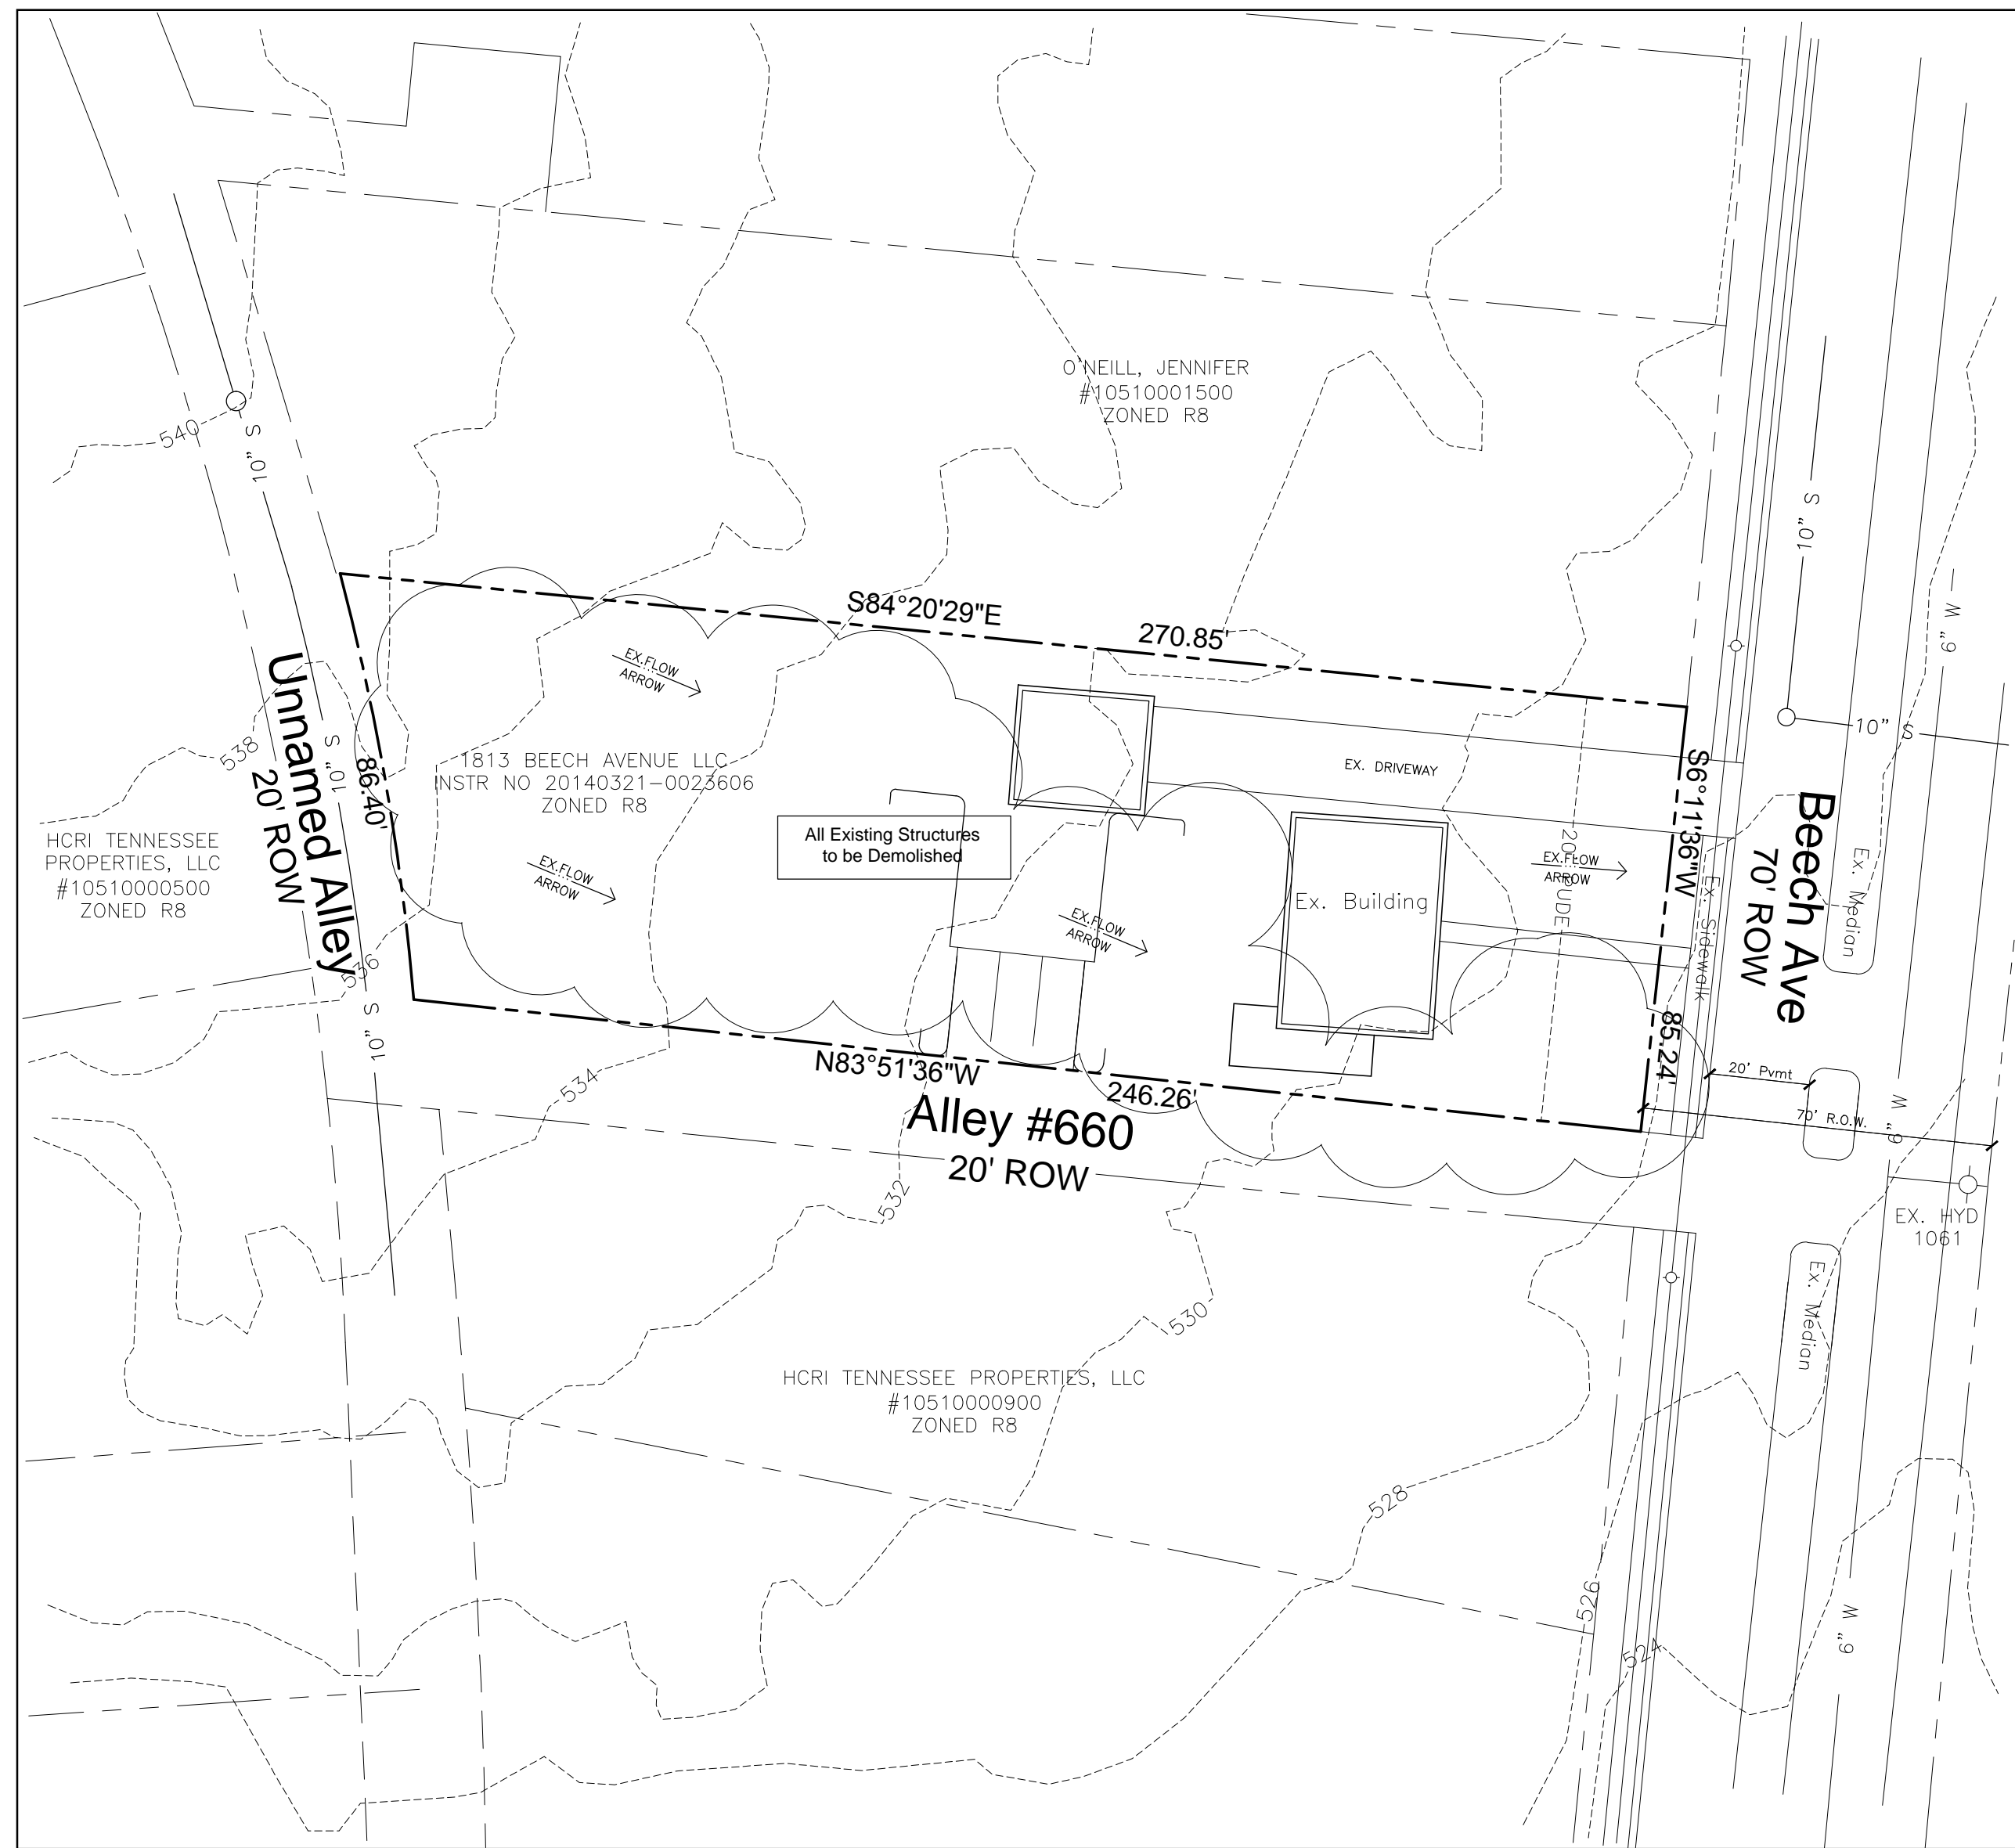 O'NEILL, JENNIFER
#10510001500
ZONED R8
540
10" S
S 10"
6" W
S84°20'29"E
270.85'
EX.FLOW
ARROW
Unnamed Alley
20' ROW
538
10" S
86.40'
1813 BEECH AVENUE LLC
INSTR NO 20140321-0023606
ZONED R8
EX. DRIVEWAY
S6°11'36"W
10" S
HCRI TENNESSEE
PROPERTIES, LLC
#10510000500
ZONED R8
All Existing Structures
to be Demolished
EX.FLOW
ARROW
EX.FLOW
ARROW
Ex. Building
20' PUDE
EX.FLOW
ARROW
Ex. Sidewalk
Beech Ave
70' ROW
Ex. Median
536
10" S
85.24'
N83°51'36"W
246.26'
20' Pvmt
70' R.O.W.
6" W
Alley #660
20' ROW
534
532
EX. HYD
1061
530
Ex. Median
HCRI TENNESSEE PROPERTIES, LLC
#10510000900
ZONED R8
528
526
524
6" W